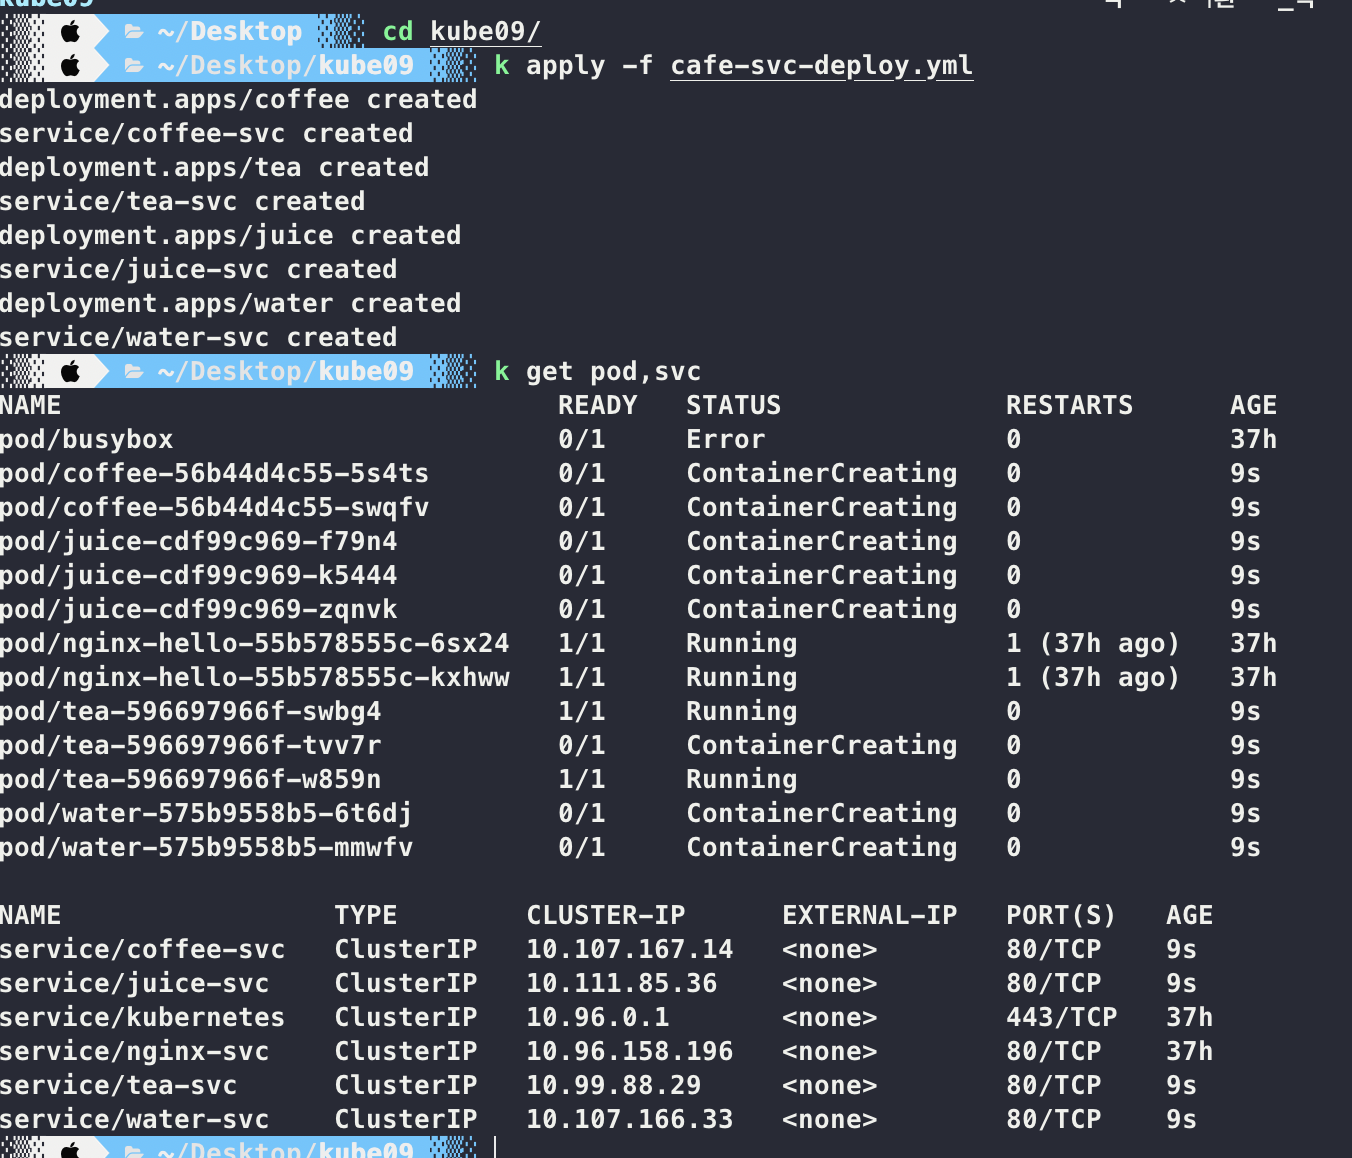 kube09
~/Desktop cd kube09/
~/Desktop/kube09 k apply -f cafe-svc-deploy.yml
deployment.apps/coffee created
service/coffee-svc created
deployment.apps/tea created
service/tea-svc created
deployment.apps/juice created
service/juice-svc created
deployment.apps/water created
service/water-svc created
~/Desktop/kube09 k get pod,svc
NAME READY STATUS RESTARTS AGE
pod/busybox 0/1 Error 0 37h
pod/coffee-56b44d4c55-5s4ts 0/1 ContainerCreating 0 9s
pod/coffee-56b44d4c55-swqfv 0/1 ContainerCreating 0 9s
pod/juice-cdf99c969-f79n4 0/1 ContainerCreating 0 9s
pod/juice-cdf99c969-k5444 0/1 ContainerCreating 0 9s
pod/juice-cdf99c969-zqnvk 0/1 ContainerCreating 0 9s
pod/nginx-hello-55b578555c-6sx24 1/1 Running 1 (37h ago) 37h
pod/nginx-hello-55b578555c-kxhww 1/1 Running 1 (37h ago) 37h
pod/tea-596697966f-swbg4 1/1 Running 0 9s
pod/tea-596697966f-tvv7r 0/1 ContainerCreating 0 9s
pod/tea-596697966f-w859n 1/1 Running 0 9s
pod/water-575b9558b5-6t6dj 0/1 ContainerCreating 0 9s
pod/water-575b9558b5-mmwfv 0/1 ContainerCreating 0 9s
NAME TYPE CLUSTER-IP EXTERNAL-IP PORT(S) AGE
service/coffee-svc ClusterIP 10.107.167.14 <none> 80/TCP 9s
service/juice-svc ClusterIP 10.111.85.36 <none> 80/TCP 9s
service/kubernetes ClusterIP 10.96.0.1 <none> 443/TCP 37h
service/nginx-svc ClusterIP 10.96.158.196 <none> 80/TCP 37h
service/tea-svc ClusterIP 10.99.88.29 <none> 80/TCP 9s
service/water-svc ClusterIP 10.107.166.33 <none> 80/TCP 9s
~/Desktop/kube09